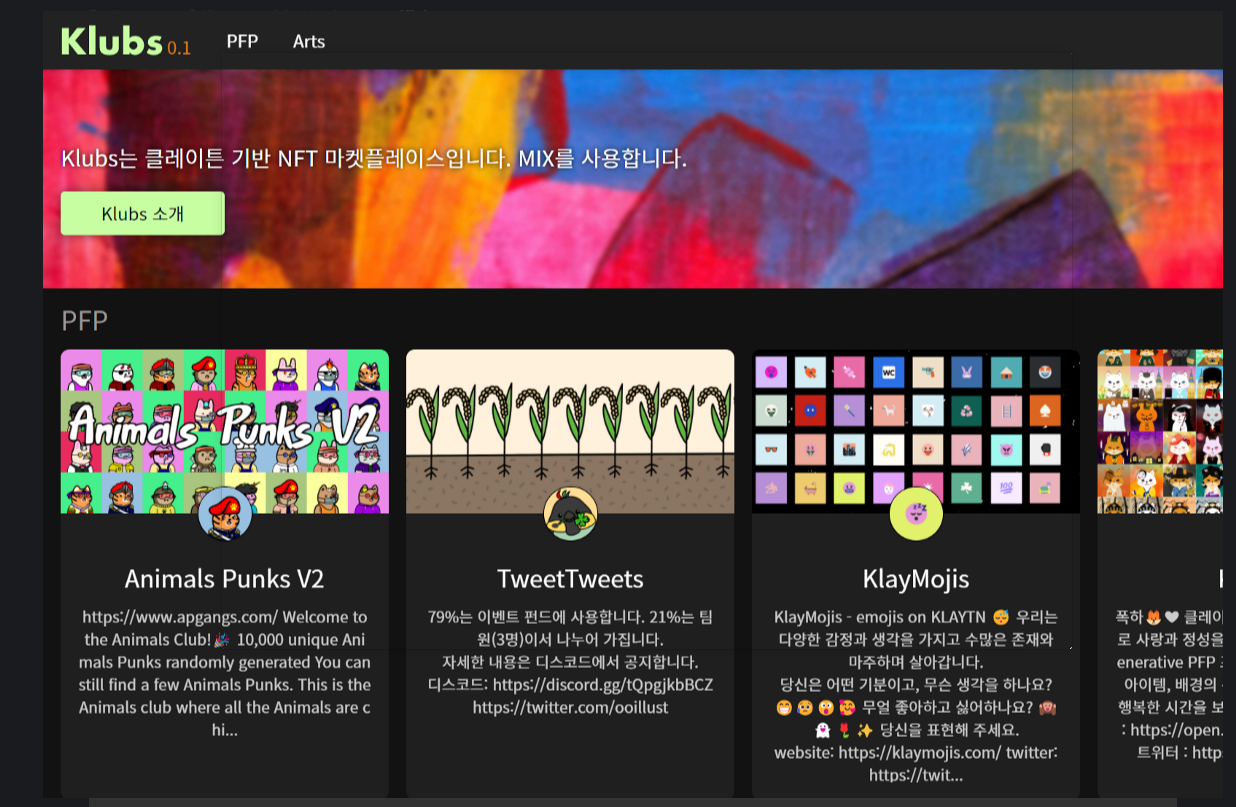 Klubs 0.1 PFP Arts
Klubs는 클레이튼 기반 NFT 마켓플레이스입니다. MIX를 사용합니다.
Klubs 소개
PFP
Animals Punks V2
WC
100
zzz
Animals Punks V2
https://www.apgangs.com/ Welcome to
the Animals Club!🎉 10,000 unique Ani
mals Punks randomly generated You can
still find a few Animals Punks. This is the
Animals club where all the Animals are c
hi...
TweetTweets
79%는 이벤트 펀드에 사용합니다. 21%는 팀
원(3명)이서 나누어 가집니다.
자세한 내용은 디스코드에서 공지합니다.
디스코드: https://discord.gg/tQpgjkbBCZ
https://twitter.com/ooillust
KlayMojis
KlayMojis - emojis on KLAYTN 😴 우리는
다양한 감정과 생각을 가지고 수많은 존재와
마주하며 살아갑니다.
당신은 어떤 기분이고, 무슨 생각을 하나요?
😁😢😲🥰 무얼 좋아하고 싫어하나요? 🙉
👻🌷✨ 당신을 표현해 주세요.
website: https://klaymojis.com/ twitter:
https://twit...
폭하🦊🤍 클레이
로 사랑과 정성을
enerative PFP
아이템, 배경의
행복한 시간을 보
: https://open.
트위터 : http